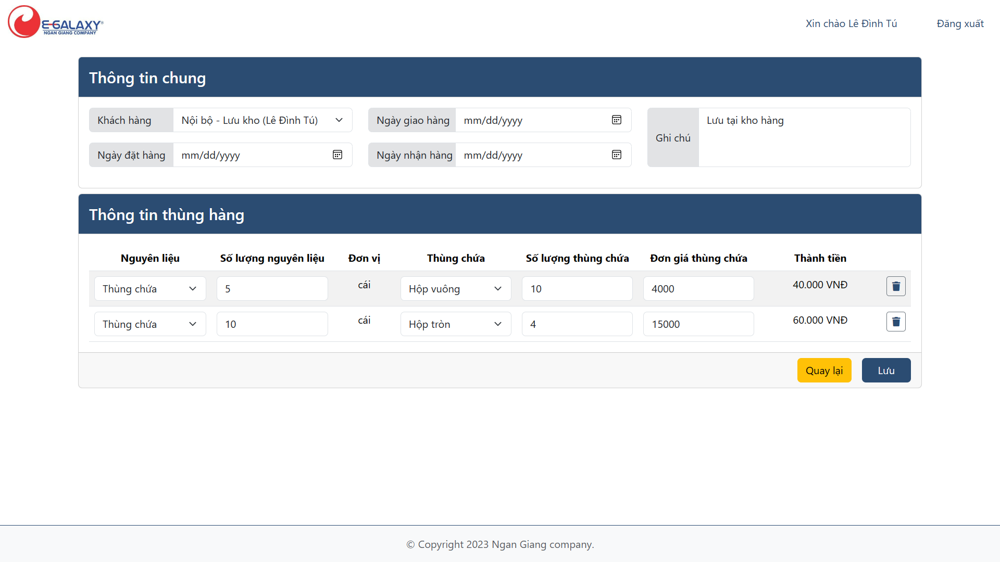 E-GALAXY®
NGAN GIANG COMPANY
Xin chào Lê Đình Tú
Đăng xuất
Thông tin chung
Khách hàng
Nội bộ - Lưu kho (Lê Đình Tú)
Ngày giao hàng
mm/dd/yyyy
Ghi chú
Lưu tại kho hàng
Ngày đặt hàng
mm/dd/yyyy
Ngày nhận hàng
mm/dd/yyyy
Thông tin thùng hàng
Nguyên liệu Số lượng nguyên liệu Đơn vị Thùng chứa Số lượng thùng chứa Đơn giá thùng chứa Thành tiền
Thùng chứa 5 cái Hộp vuông 10 4000 40.000 VNĐ
Thùng chứa 10 cái Hộp tròn 4 15000 60.000 VNĐ
Quay lại
Lưu
© Copyright 2023 Ngan Giang company.